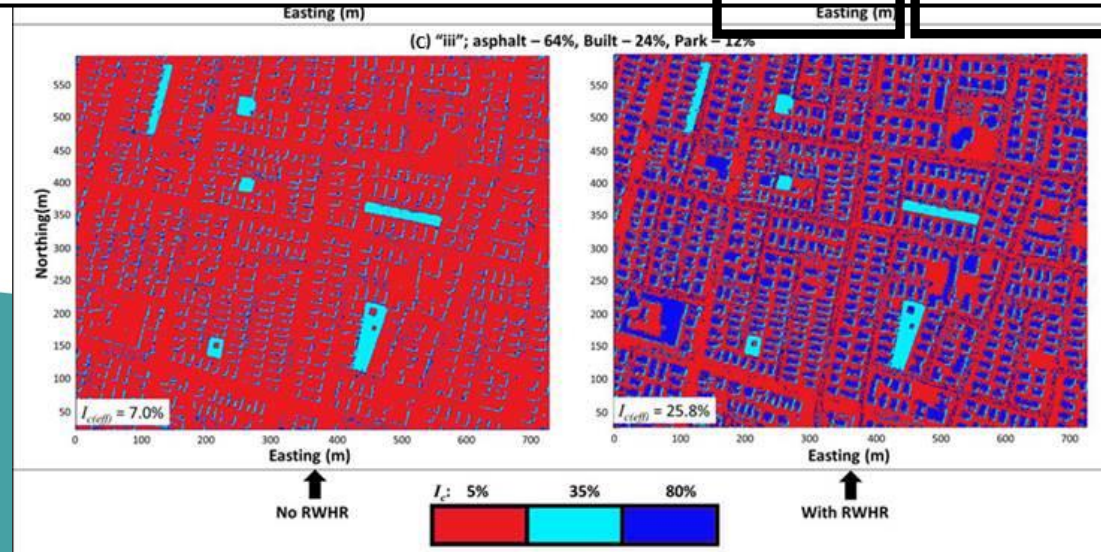 Easting (m)
Easting (m)
(C) "iii"; asphalt – 64%, Built – 24%, Park – 12%
Northing(m)
550
500
450
400
350
300
250
200
150
100
50
I_c(eff) = 7.0%
0 100 200 300 400 500 600 700
Easting (m)
550
500
450
400
350
300
250
200
150
100
50
I_c(eff) = 25.8%
0 100 200 300 400 500 600 700
Easting (m)
No RWHR
I_c: 5% 35% 80%
With RWHR